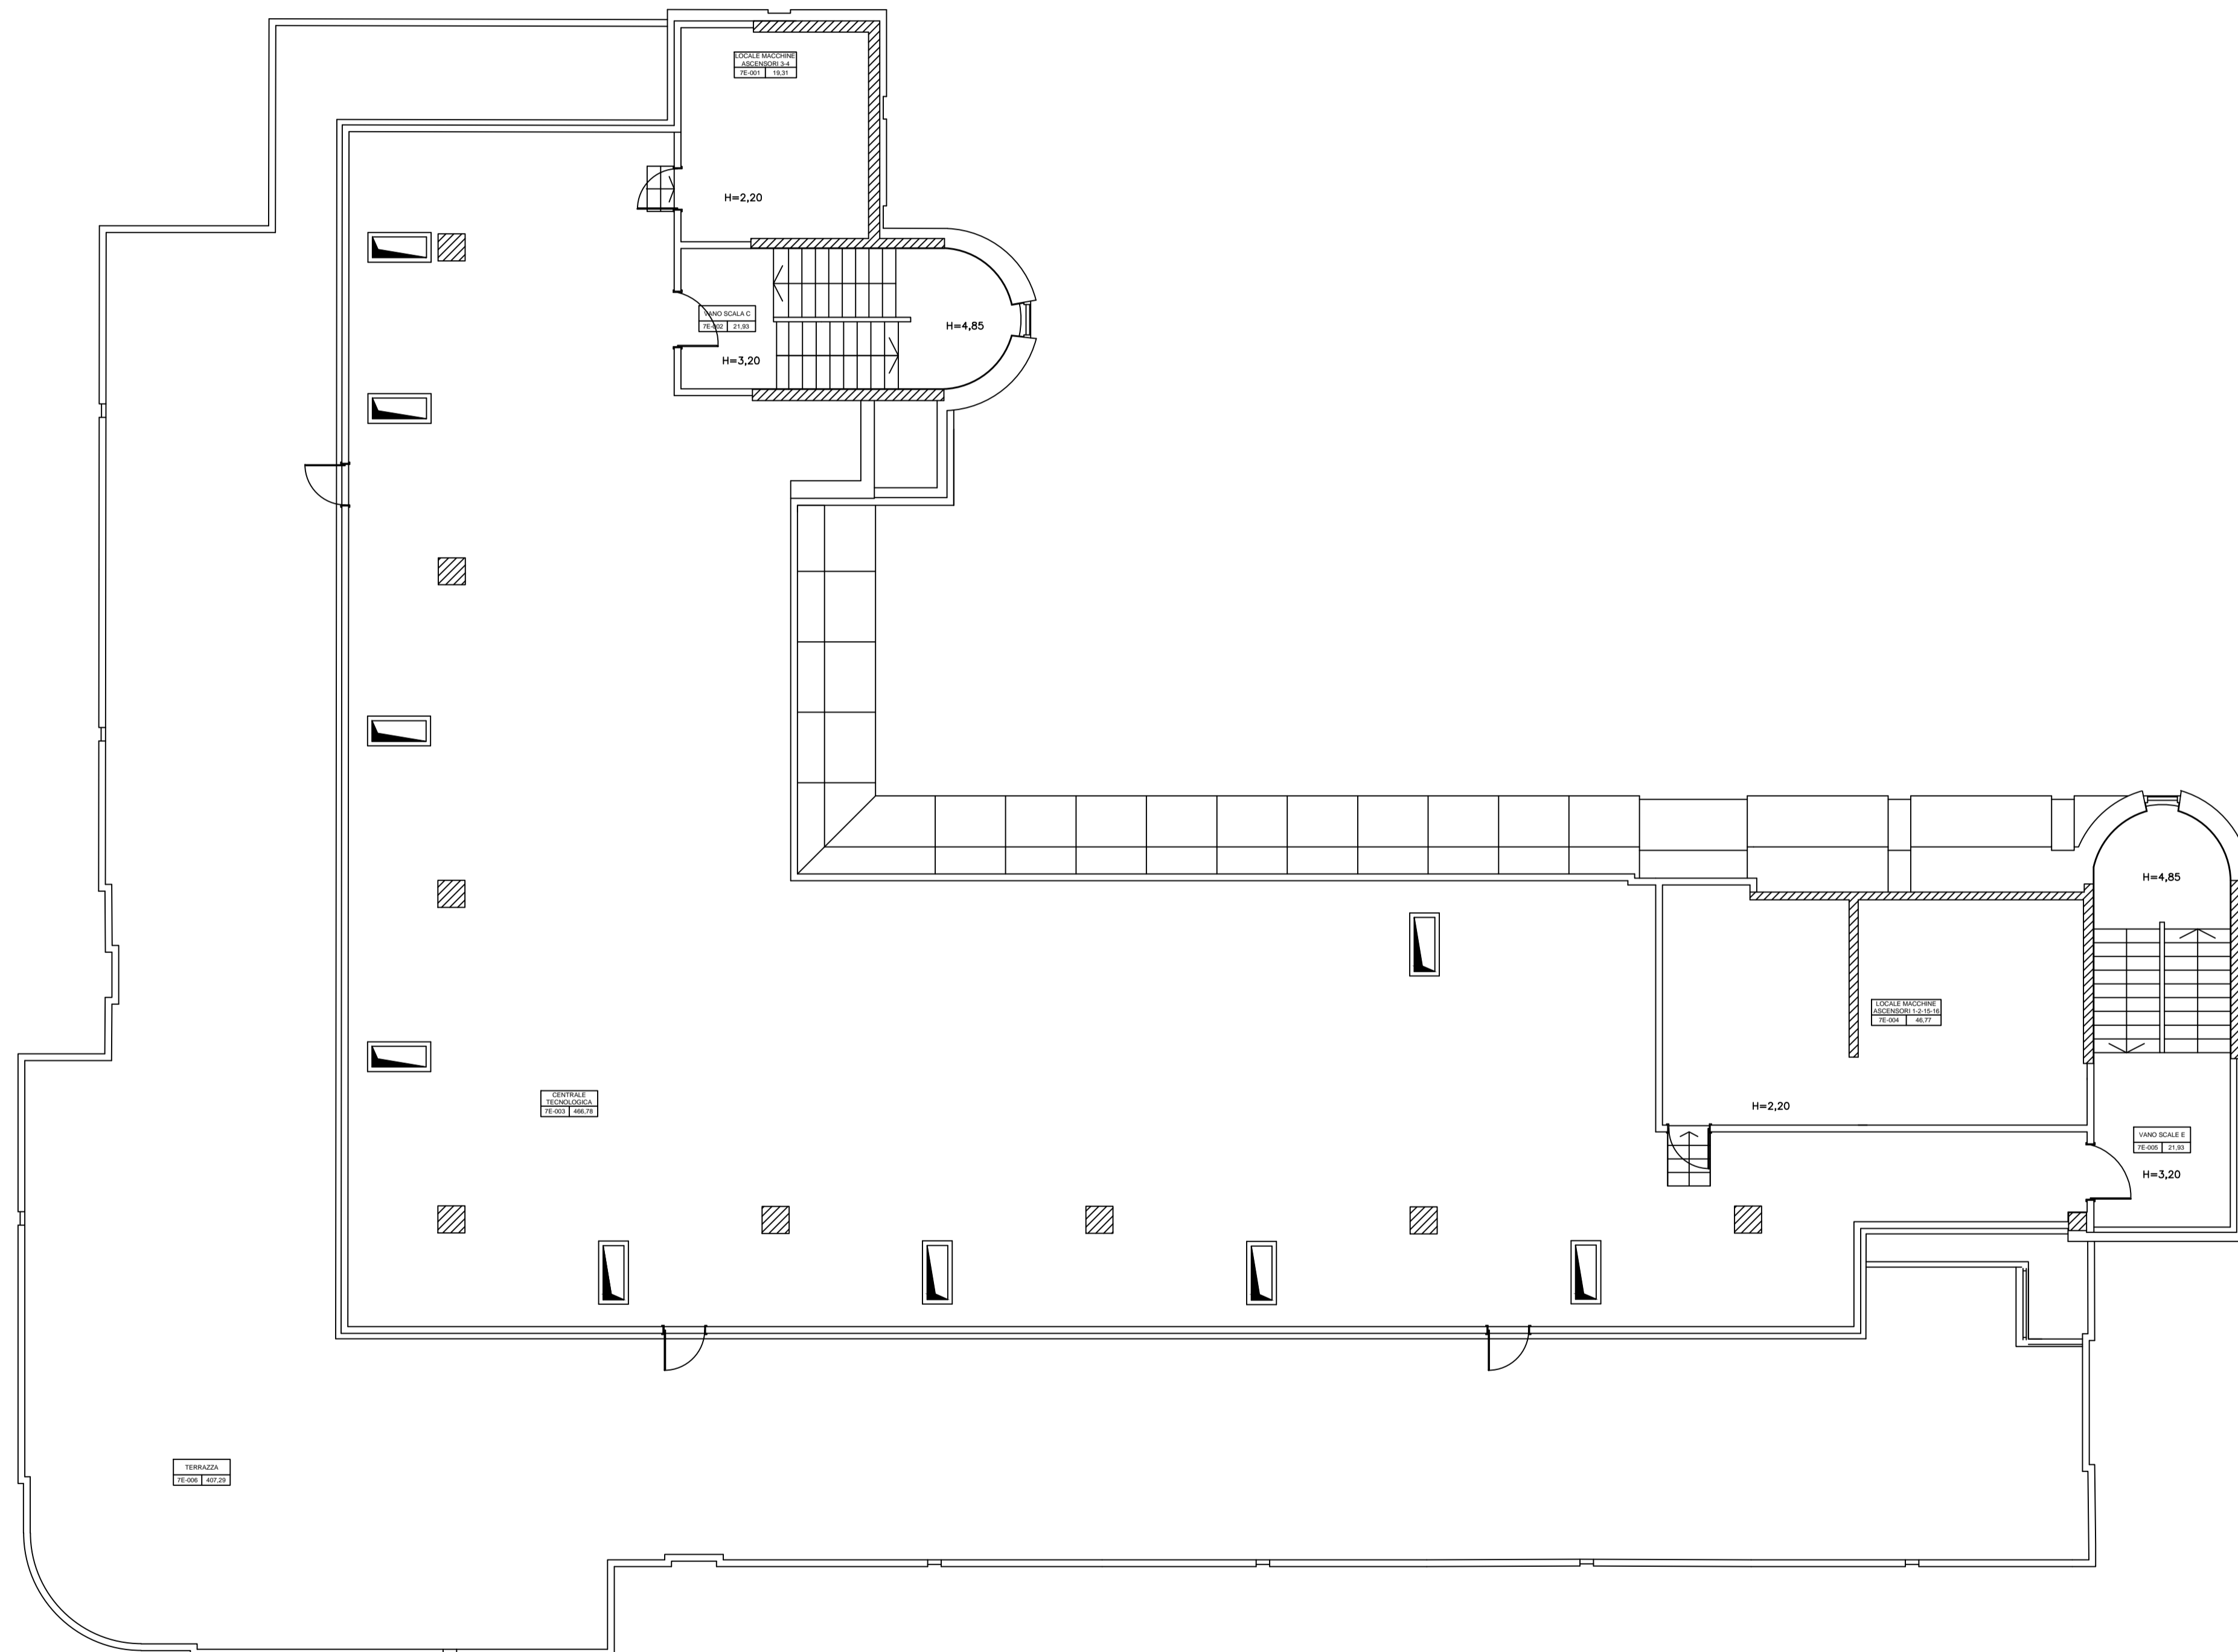 LOCALE MACCHINE
ASCENSORI 3-4
7E-001 19,31
H=2,20
VANO SCALA C
7E-002 21,93
H=4,85
H=3,20
H=4,85
LOCALE MACCHINE
ASCENSORI 1-2-15-16
7E-004 46,77
CENTRALE
TECNOLOGICA
7E-003 466,78
H=2,20
VANO SCALE E
7E-005 21,93
H=3,20
TERRAZZA
7E-006 407,29